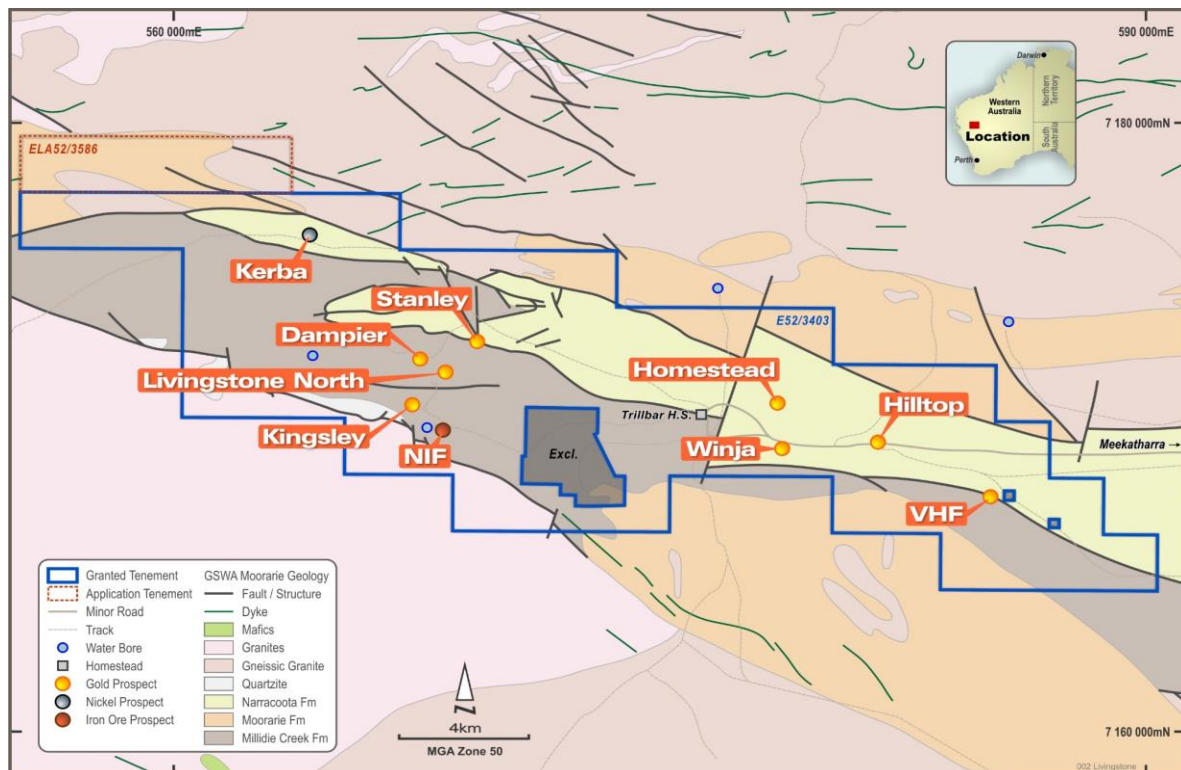 560 000mE
590 000mE
Darwin
Western
Australia
Northern
Territory
South
Australia
Location
Perth
7 180 000mN
ELA52/3586
Kerba
Stanley
E52/3403
Dampier
Livingstone North
Homestead
Trillbar H.S.
Hilltop
Kingsley
NIF
Excl.
Winja
Meekatharra →
VHF
Granted Tenement
Application Tenement
Minor Road
Track
Water Bore
Homestead
Gold Prospect
Nickel Prospect
Iron Ore Prospect
GSWA Moorarie Geology
Fault / Structure
Dyke
Mafics
Granites
Gneissic Granite
Quartzite
Narracoota Fm
Moorarie Fm
Millidie Creek Fm
N
4km
MGA Zone 50
7 160 000mN
002 Livingstone